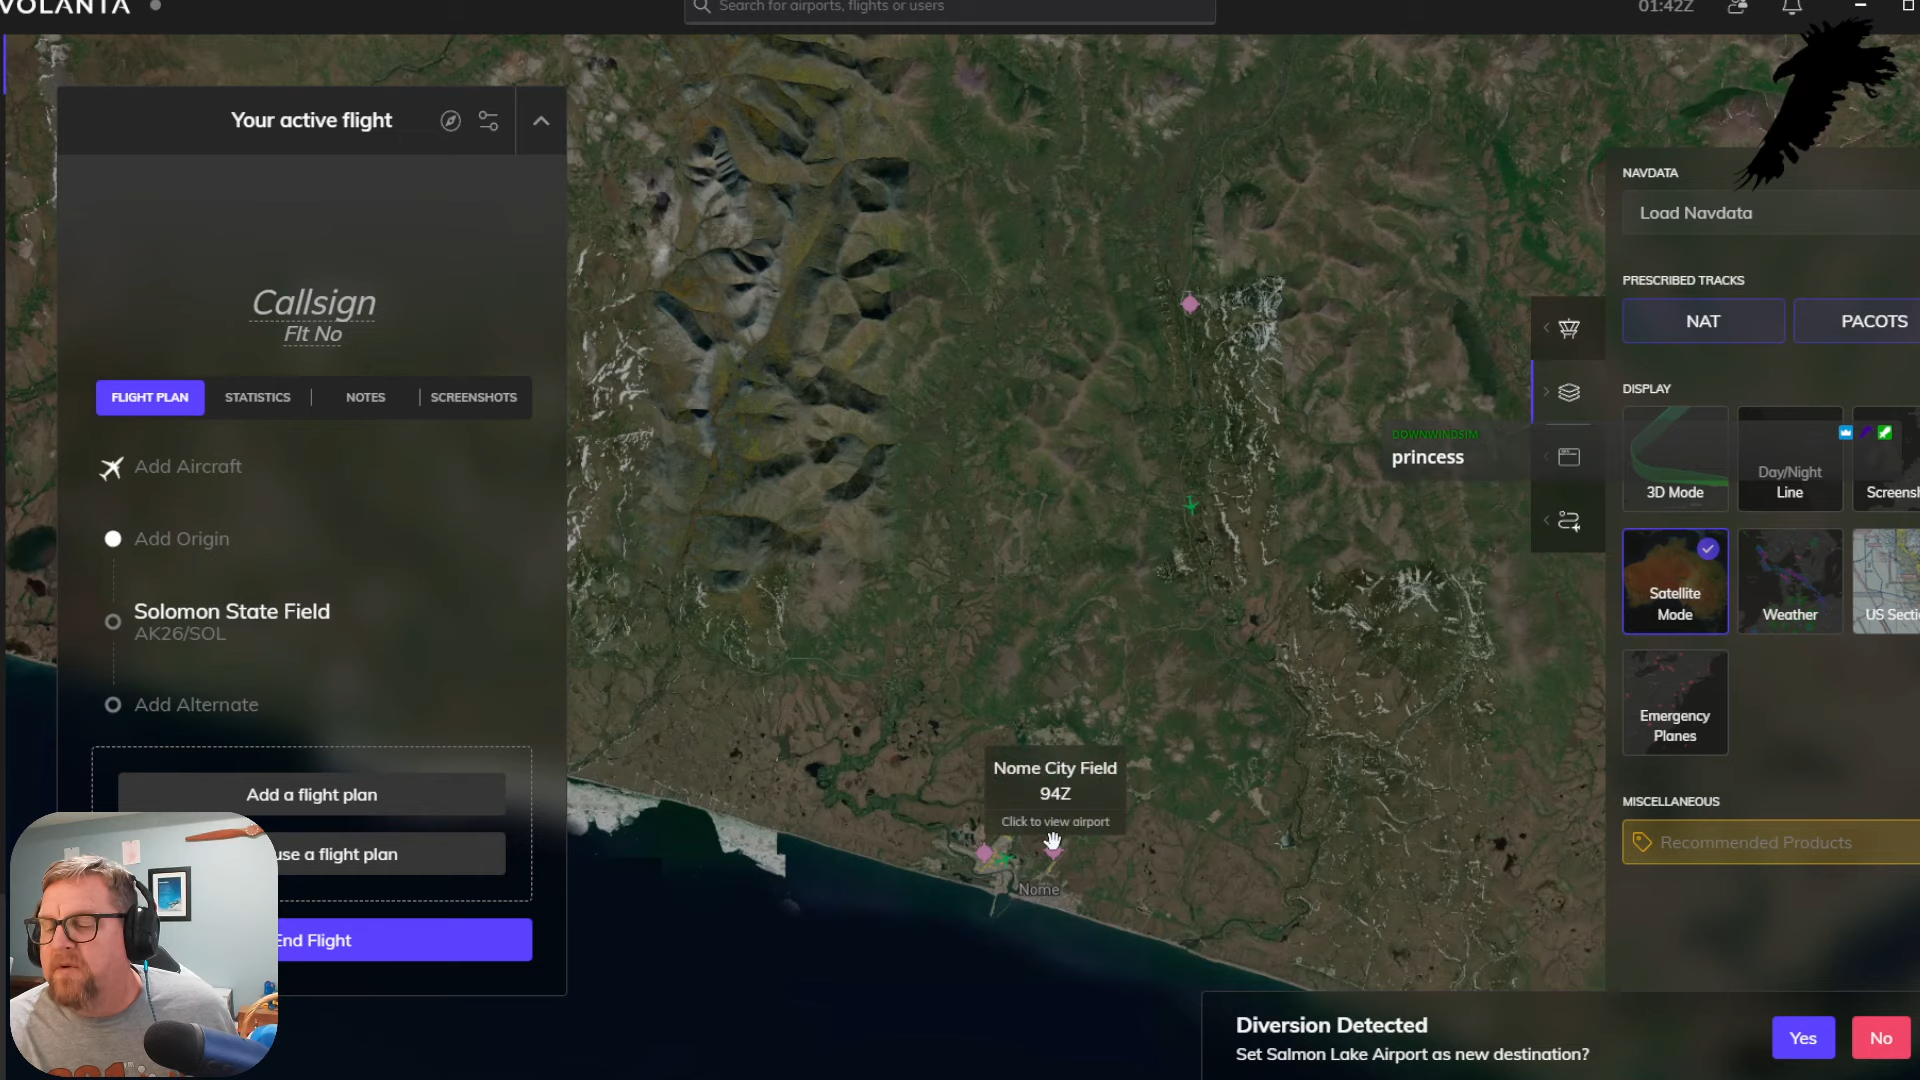 VOLANTA
Search for airports, flights or users
01:42Z
Your active flight
Callsign
Flt No
FLIGHT PLAN
STATISTICS
NOTES
SCREENSHOTS
Add Aircraft
Add Origin
Solomon State Field
AK26/SOL
Add Alternate
Add a flight plan
use a flight plan
End Flight
DOWNWINDSIM
princess
Nome City Field
94Z
Click to view airport
Nome
NAVDATA
Load Navdata
PRESCRIBED TRACKS
NAT
PACOTS
DISPLAY
3D Mode
Day/Night
Line
Screensh
Satellite
Mode
Weather
US Secti
Emergency
Planes
MISCELLANEOUS
Recommended Products
Diversion Detected
Set Salmon Lake Airport as new destination?
Yes
No